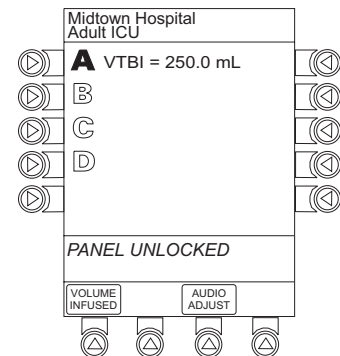 Midtown Hospital
Adult ICU
A VTBI = 250.0 mL
B
C
D
PANEL UNLOCKED
VOLUME
INFUSED
AUDIO
ADJUST